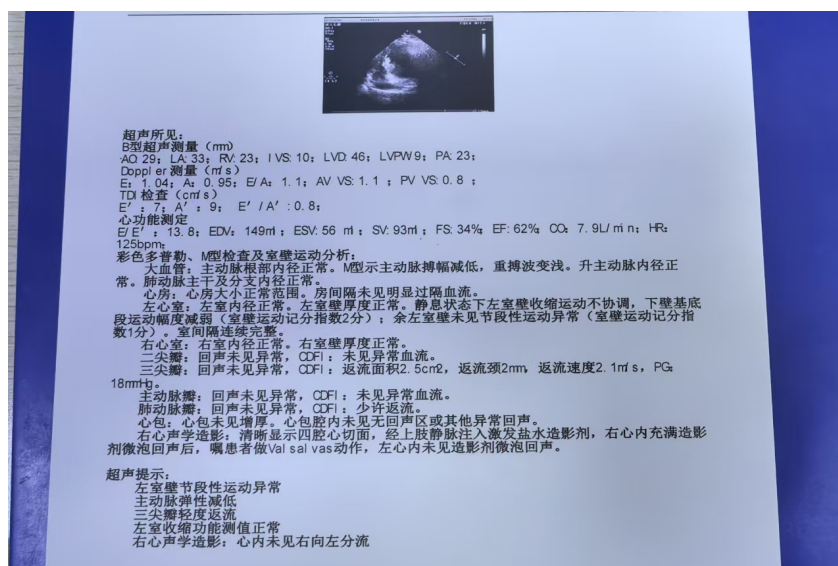 超声所见：
B型超声测量（mm）
AO: 29； LA: 33； RV: 23； IVS: 10； LVD: 46； LVPW 9； PA: 23；
Doppler 测量（m/s）
E： 1.04； A： 0.95； E/A： 1.1； AV VS: 1.1 ； PV VS: 0.8 ；
TDI 检查（cm/s）
E′ ：7； A′ ：9； E′ /A′ :0.8；
心功能测定
E/E′ ：13.8； EDV： 149ml ； ESV: 56 ml ； SV: 93ml ； FS: 34%； EF: 62%； CO： 7.9L/min； HR：
125bpm；
彩色多普勒、M型检查及室壁运动分析：
大血管：主动脉根部内径正常。M型示主动脉搏幅减低，重搏波变浅。升主动脉内径正
常。肺动脉主干及分支内径正常。
心房：心房大小正常范围。房间隔未见明显过隔血流。
左心室：左室内径正常。左室壁厚度正常。静息状态下左室壁收缩运动不协调，下壁基底
段运动幅度减弱（室壁运动记分指数2分）；余左室壁未见节段性运动异常（室壁运动记分指
数1分）。室间隔连续完整。
右心室：右室内径正常。右室壁厚度正常。
二尖瓣：回声未见异常，CDFI：未见异常血流。
三尖瓣：回声未见异常，CDFI：返流面积2.5cm2，返流颈2mm，返流速度2.1m/s，PG:
18mmHg。
主动脉瓣：回声未见异常，CDFI：未见异常血流。
肺动脉瓣：回声未见异常，CDFI：少许返流。
心包：心包未见增厚。心包腔内未见无回声区或其他异常回声。
右心声学造影：清晰显示四腔心切面，经上肢静脉注入激发盐水造影剂，右心内充满造影
剂微泡回声后，嘱患者做Valsalvas动作，左心内未见造影剂微泡回声。
超声提示：
左室壁节段性运动异常
主动脉弹性减低
三尖瓣轻度返流
左室收缩功能测值正常
右心声学造影：心内未见右向左分流